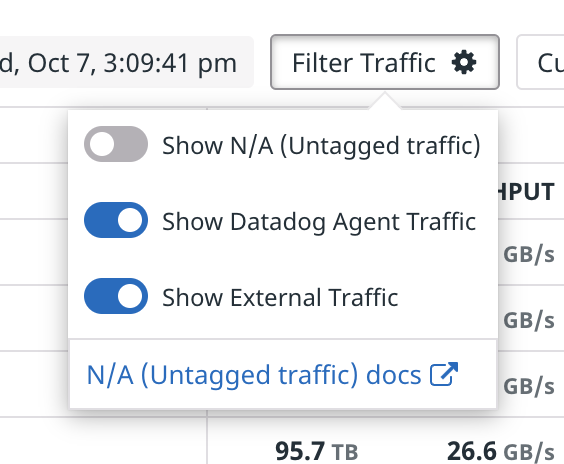 d, Oct 7, 3:09:41 pm Filter Traffic Cu
Show N/A (Untagged traffic)
HPUT
Show Datadog Agent Traffic
GB/s
Show External Traffic
GB/s
N/A (Untagged traffic) docs
GB/s
95.7 TB 26.6 GB/s